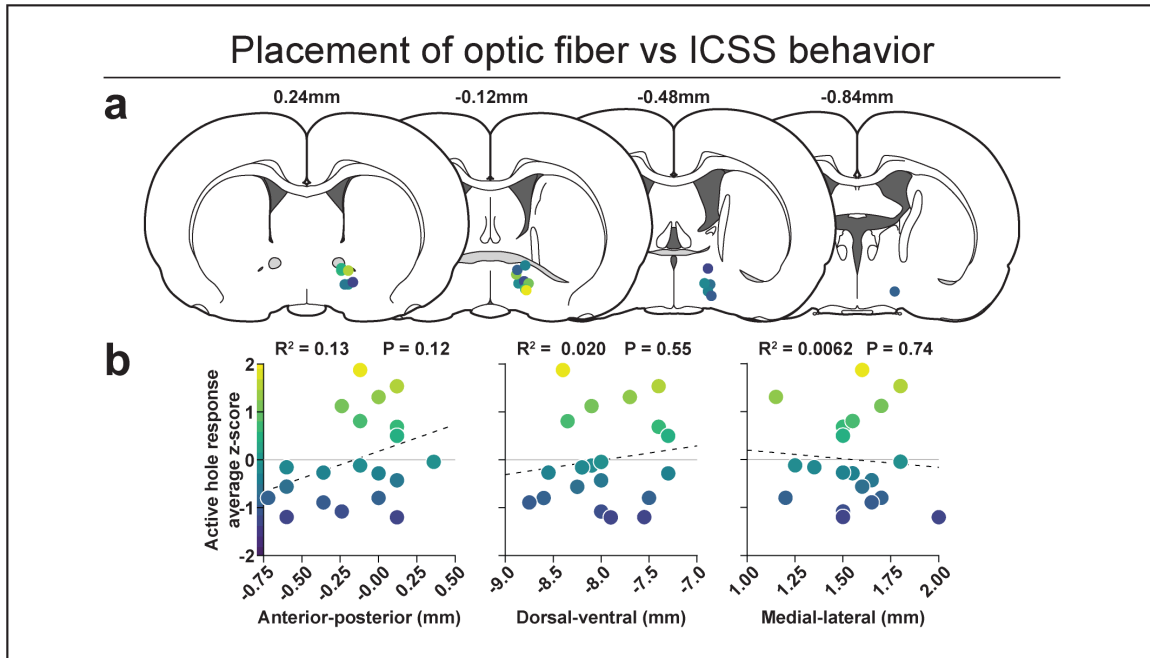 Placement of optic fiber vs ICSS behavior
a
0.24mm -0.12mm -0.48mm -0.84mm
b
R² = 0.13 P = 0.12 R² = 0.020 P = 0.55 R² = 0.0062 P = 0.74
Active hole response
average z-score
2
1
0
-1
-2
-0.75 -0.50 -0.25 -0.00 0.25 0.50
-9.0 -8.5 -8.0 -7.5 -7.0
1.00 1.25 1.50 1.75 2.00
Anterior-posterior (mm) Dorsal-ventral (mm) Medial-lateral (mm)